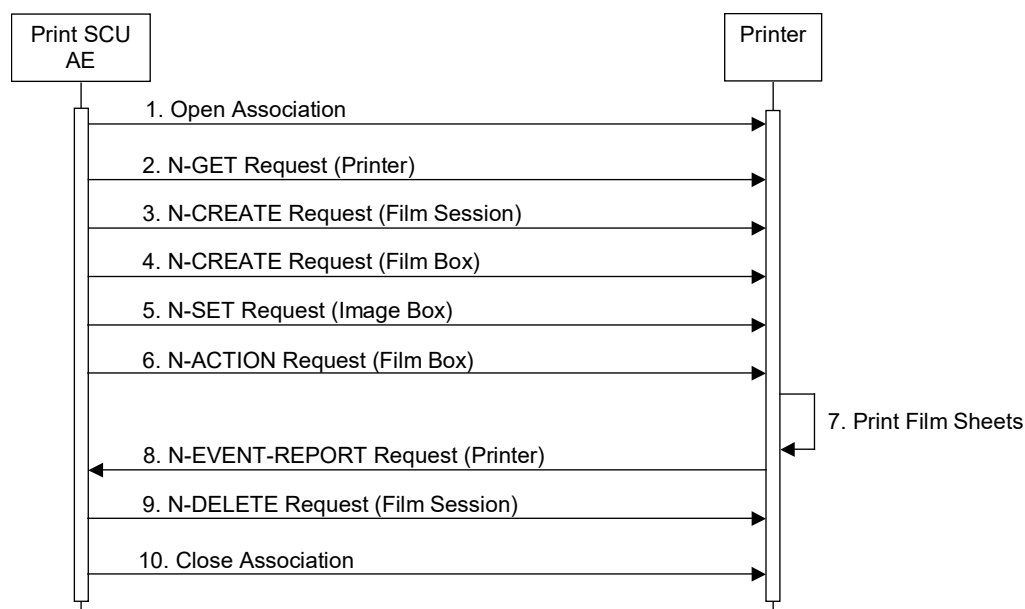 Print SCU
AE
Printer
1. Open Association
2. N-GET Request (Printer)
3. N-CREATE Request (Film Session)
4. N-CREATE Request (Film Box)
5. N-SET Request (Image Box)
6. N-ACTION Request (Film Box)
7. Print Film Sheets
8. N-EVENT-REPORT Request (Printer)
9. N-DELETE Request (Film Session)
10. Close Association